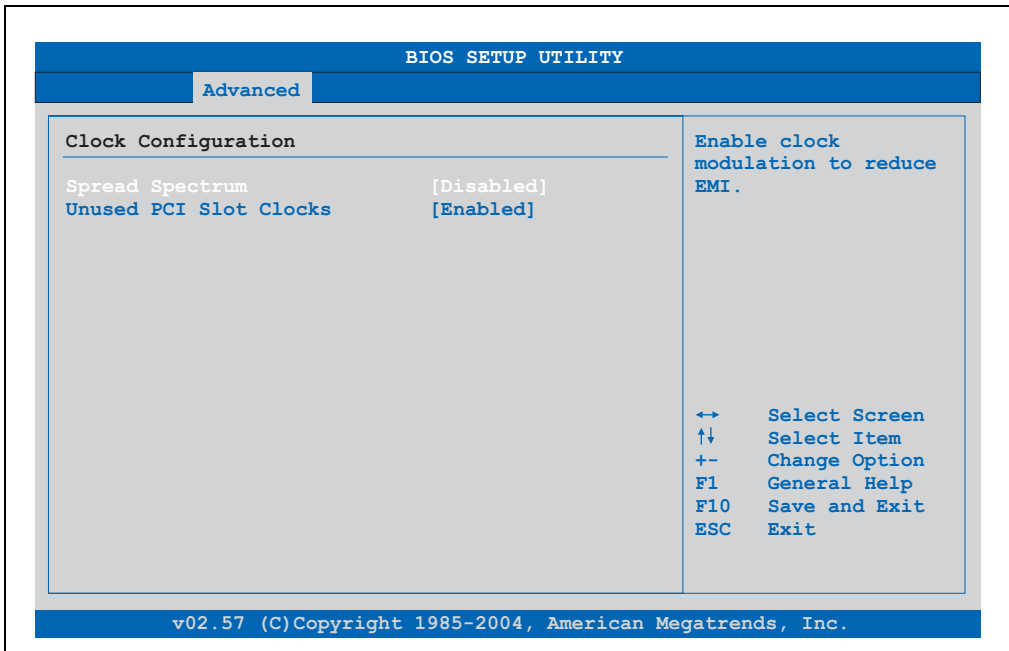 BIOS SETUP UTILITY
Advanced
Clock Configuration
Spread Spectrum [Disabled]
Unused PCI Slot Clocks [Enabled]
Enable clock
modulation to reduce
EMI.
↔ Select Screen
↑↓ Select Item
+- Change Option
F1 General Help
F10 Save and Exit
ESC Exit
v02.57 (C)Copyright 1985-2004, American Megatrends, Inc.